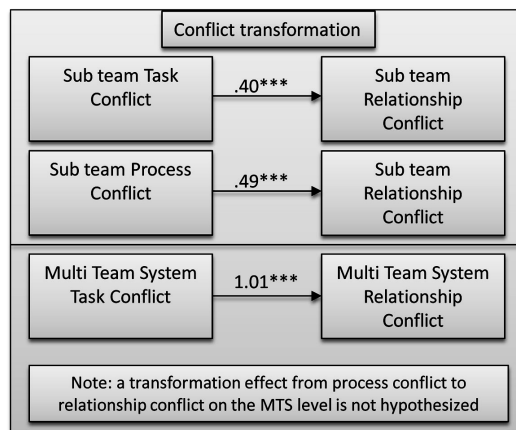 Conflict transformation
Sub team Task
Conflict
.40***
Sub team
Relationship
Conflict
Sub team Process
Conflict
.49***
Sub team
Relationship
Conflict
Multi Team System
Task Conflict
1.01***
Multi Team System
Relationship
Conflict
Note: a transformation effect from process conflict to
relationship conflict on the MTS level is not hypothesized